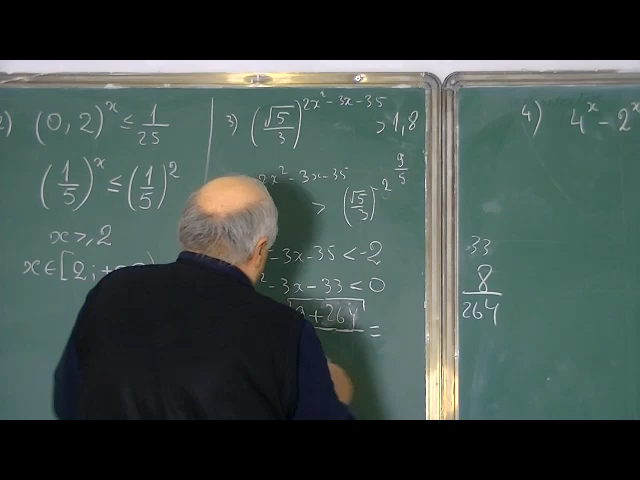 2) (0,2)^x ≤ 1/25
(1/5)^x ≤ (1/5)^2
x ≥ 2
x ∈ [2; +
3) (√5/3)^(2x²-3x-35) > 1,8
2x²-3x-35 > (√5/3)^-2 9/5
-3x-35 < -2
²-3x-33 < 0
+264 =
33
8
264
4) 4^x - 2^x